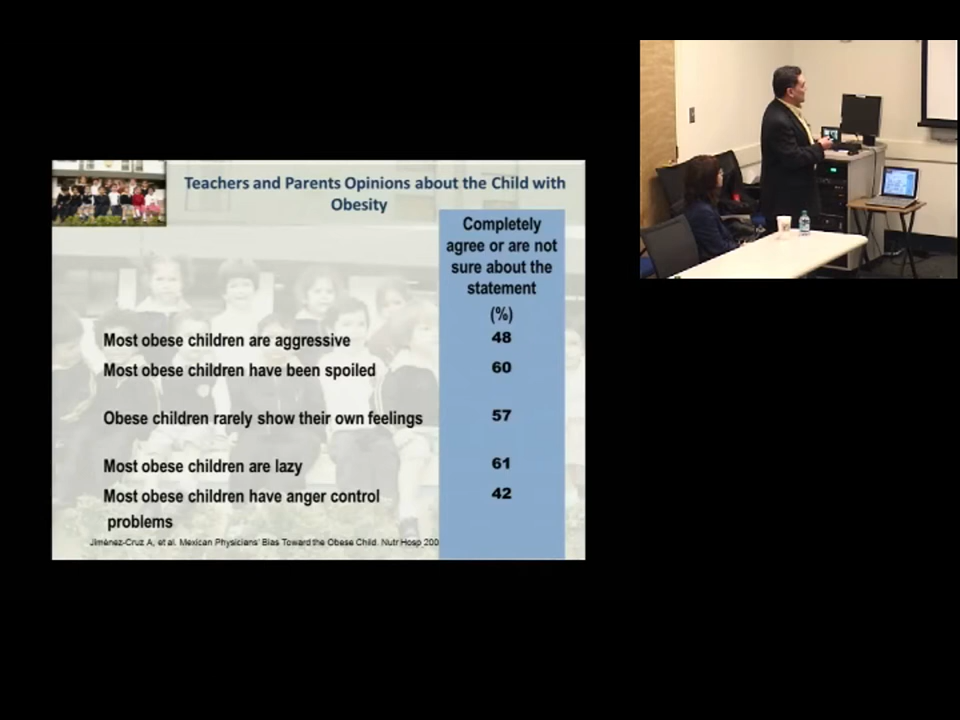 Teachers and Parents Opinions about the Child with
Obesity
Completely
agree or are not
sure about the
statement
(%)
Most obese children are aggressive 48
Most obese children have been spoiled 60
Obese children rarely show their own feelings 57
Most obese children are lazy 61
Most obese children have anger control 42
problems
Jiménez-Cruz A, et al. Mexican Physicians' Bias Toward the Obese Child. Nutr Hosp 200